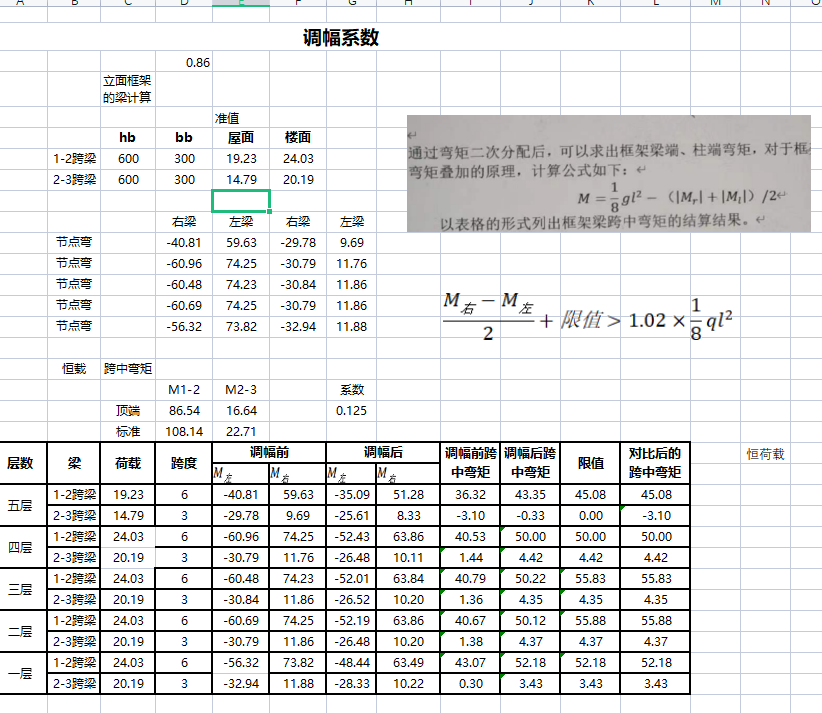 A B C D E F G H I J K L M N O
调幅系数
0.86
立面框架
的梁计算
准值
hb bb 屋面 楼面
1-2跨梁 600 300 19.23 24.03
2-3跨梁 600 300 14.79 20.19
右梁 左梁 右梁 左梁
节点弯 -40.81 59.63 -29.78 9.69
节点弯 -60.96 74.25 -30.79 11.76
节点弯 -60.48 74.23 -30.84 11.86
节点弯 -60.69 74.25 -30.79 11.86
节点弯 -56.32 73.82 -32.94 11.88
通过弯矩二次分配后，可以求出框架梁端、柱端弯矩，对于框
弯矩叠加的原理，计算公式如下：
M = 1/8 gl² − （|Mr| + |Ml|）/2
以表格的形式列出框架梁跨中弯矩的结算结果。
(M右 − M左)/2 + 限值 > 1.02 × 1/8 ql²
恒载 跨中弯矩
M1-2 M2-3 系数
顶端 86.54 16.64 0.125
标准 108.14 22.71
层数 梁 荷载 跨度 调幅前 调幅后 调幅前跨中弯矩 调幅后跨中弯矩 限值 对比后的跨中弯矩 恒荷载
M左 M右 M左 M右
五层 1-2跨梁 19.23 6 -40.81 59.63 -35.09 51.28 36.32 43.35 45.08 45.08
2-3跨梁 14.79 3 -29.78 9.69 -25.61 8.33 -3.10 -0.33 0.00 -3.10
四层 1-2跨梁 24.03 6 -60.96 74.25 -52.43 63.86 40.53 50.00 50.00 50.00
2-3跨梁 20.19 3 -30.79 11.76 -26.48 10.11 1.44 4.42 4.42 4.42
三层 1-2跨梁 24.03 6 -60.48 74.23 -52.01 63.84 40.79 50.22 55.83 55.83
2-3跨梁 20.19 3 -30.84 11.86 -26.52 10.20 1.36 4.35 4.35 4.35
二层 1-2跨梁 24.03 6 -60.69 74.25 -52.19 63.86 40.67 50.12 55.88 55.88
2-3跨梁 20.19 3 -30.79 11.86 -26.48 10.20 1.38 4.37 4.37 4.37
一层 1-2跨梁 24.03 6 -56.32 73.82 -48.44 63.49 43.07 52.18 52.18 52.18
2-3跨梁 20.19 3 -32.94 11.88 -28.33 10.22 0.30 3.43 3.43 3.43